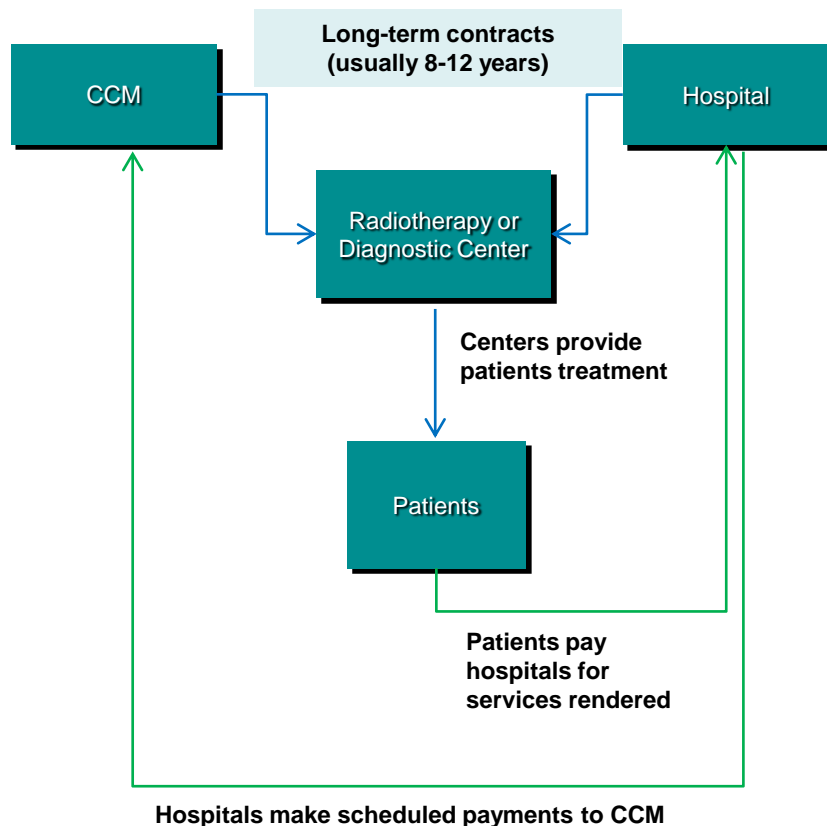 Long-term contracts
(usually 8-12 years)
CCM
Hospital
Radiotherapy or
Diagnostic Center
Centers provide
patients treatment
Patients
Patients pay
hospitals for
services rendered
Hospitals make scheduled payments to CCM